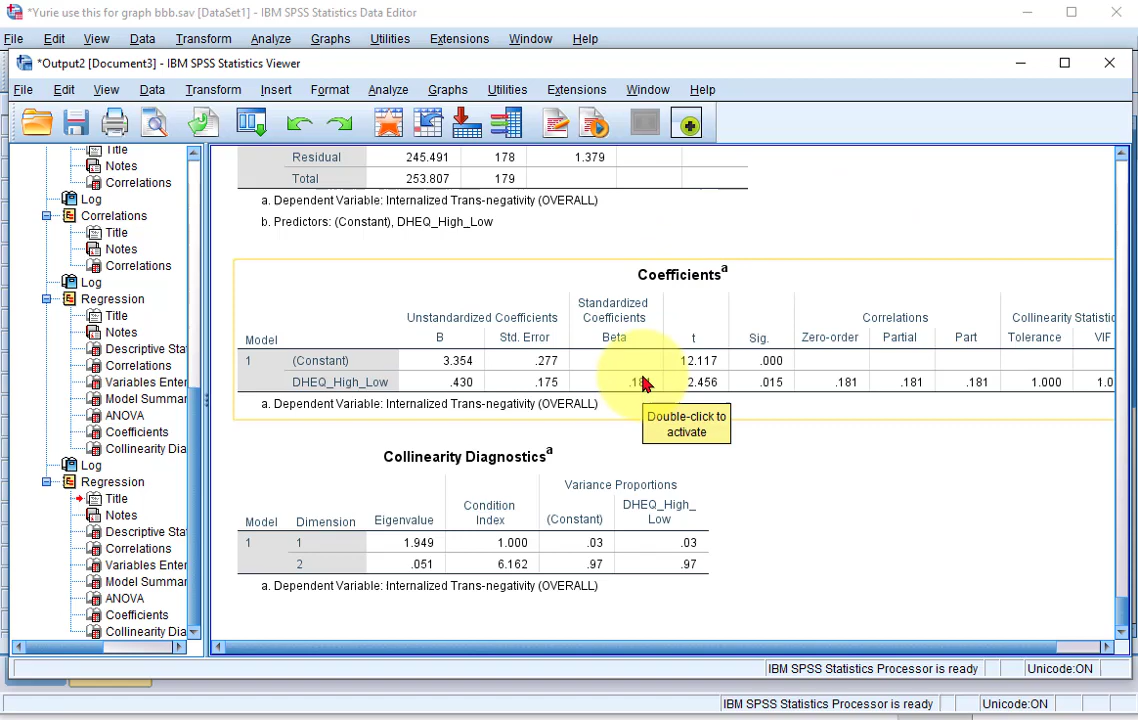 *Yurie use this for graph bbb.sav [DataSet1] - IBM SPSS Statistics Data Editor
File Edit View Data Transform Analyze Graphs Utilities Extensions Window Help
*Output2 [Document3] - IBM SPSS Statistics Viewer
File Edit View Data Transform Insert Format Analyze Graphs Utilities Extensions Window Help
Title
Notes
Correlations
Log
Correlations
Title
Notes
Correlations
Log
Regression
Title
Notes
Descriptive Sta
Correlations
Variables Enter
Model Summar
ANOVA
Coefficients
Collinearity Dia
Log
Regression
Title
Notes
Descriptive Sta
Correlations
Variables Enter
Model Summar
ANOVA
Coefficients
Collinearity Dia
Residual 245.491 178 1.379
Total 253.807 179
a. Dependent Variable: Internalized Trans-negativity (OVERALL)
b. Predictors: (Constant), DHEQ_High_Low
Coefficientsa
Standardized
Unstandardized Coefficients Coefficients Correlations Collinearity Statistic
Model B Std. Error Beta t Sig. Zero-order Partial Part Tolerance VIF
1 (Constant) 3.354 .277 12.117 .000
DHEQ_High_Low .430 .175 2.456 .015 .181 .181 .181 1.000 1.0
a. Dependent Variable: Internalized Trans-negativity (OVERALL)
Double-click to
activate
Collinearity Diagnosticsa
Variance Proportions
Condition DHEQ_High_
Model Dimension Eigenvalue Index (Constant) Low
1 1 1.949 1.000 .03 .03
2 .051 6.162 .97 .97
a. Dependent Variable: Internalized Trans-negativity (OVERALL)
IBM SPSS Statistics Processor is ready Unicode:ON
IBM SPSS Statistics Processor is ready Unicode:ON